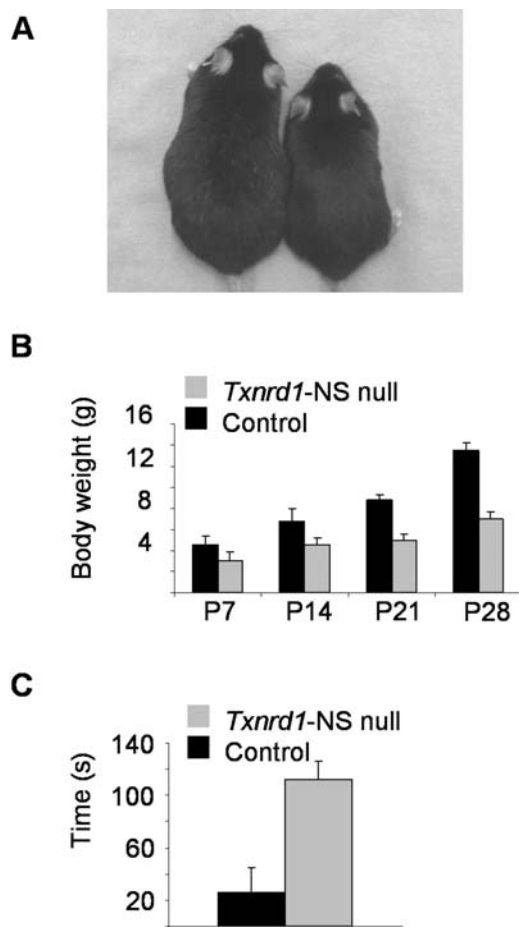 A
B
Txnrd1-NS null
Control
Body weight (g)
16
12
8
4
P7 P14 P21 P28
C
Txnrd1-NS null
Control
Time (s)
140
100
60
20